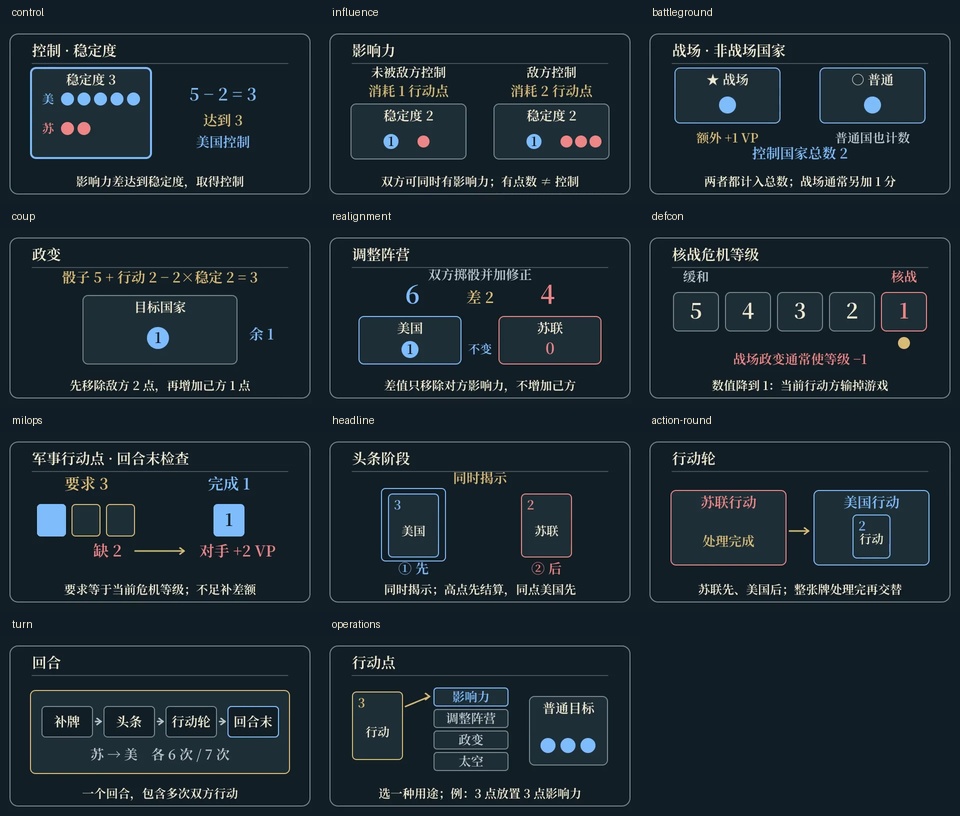 control
控制 · 稳定度
稳定度 3
美
苏
5 − 2 = 3
达到 3
美国控制
影响力差达到稳定度，取得控制
influence
影响力
未被敌方控制
消耗 1 行动点
稳定度 2
1
敌方控制
消耗 2 行动点
稳定度 2
1
双方可同时有影响力；有点数 ≠ 控制
battleground
战场 · 非战场国家
★ 战场
○ 普通
额外 +1 VP
普通国也计数
控制国家总数 2
两者都计入总数；战场通常另加 1 分
coup
政变
骰子 5 + 行动 2 − 2×稳定 2 = 3
目标国家
1
余 1
先移除敌方 2 点，再增加己方 1 点
realignment
调整阵营
双方掷骰并加修正
6
差 2
4
美国
1
不变
苏联
0
差值只移除对方影响力，不增加己方
defcon
核战危机等级
缓和
核战
5
4
3
2
1
战场政变通常使等级 −1
数值降到 1：当前行动方输掉游戏
milops
军事行动点 · 回合末检查
要求 3
完成 1
1
缺 2
对手 +2 VP
要求等于当前危机等级；不足补差额
headline
头条阶段
同时揭示
3
美国
2
苏联
① 先
② 后
同时揭示；高点先结算，同点美国先
action-round
行动轮
苏联行动
处理完成
美国行动
2
行动
苏联先、美国后；整张牌处理完再交替
turn
回合
补牌
头条
行动轮
回合末
苏 → 美 各 6 次 / 7 次
一个回合，包含多次双方行动
operations
行动点
3
行动
影响力
调整阵营
政变
太空
普通目标
选一种用途；例：3 点放置 3 点影响力